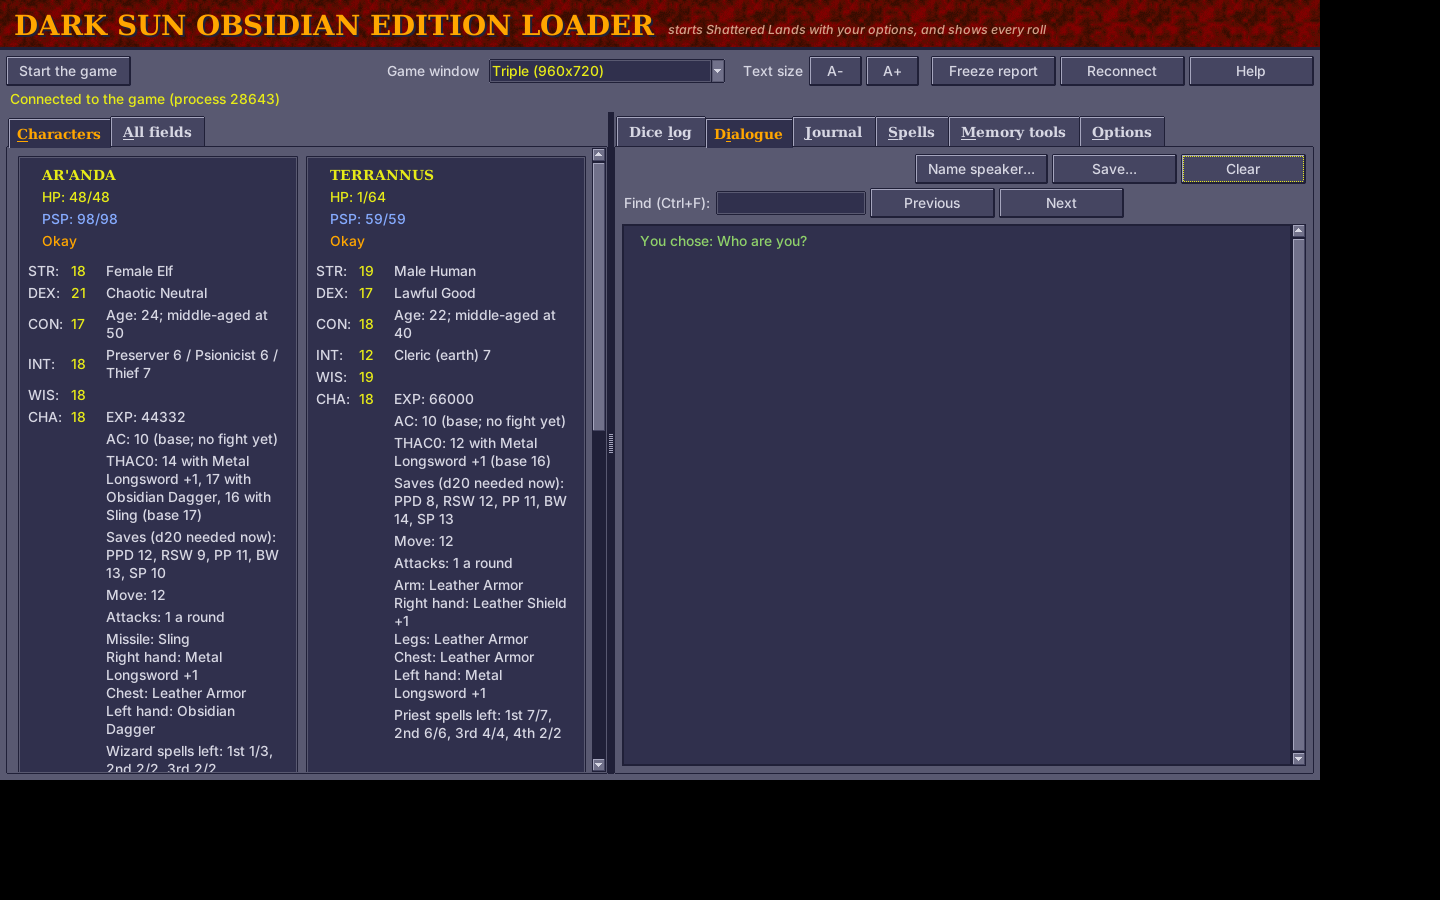 DARK SUN OBSIDIAN EDITION LOADER starts Shattered Lands with your options, and shows every roll
Start the game Game window Triple (960x720) Text size A- A+ Freeze report Reconnect Help
Connected to the game (process 28643)
Characters All fields
AR'ANDA
HP: 48/48
PSP: 98/98
Okay
STR: 18 Female Elf
DEX: 21 Chaotic Neutral
CON: 17 Age: 24; middle-aged at
50
INT: 18 Preserver 6 / Psionicist 6 /
Thief 7
WIS: 18
CHA: 18 EXP: 44332
AC: 10 (base; no fight yet)
THAC0: 14 with Metal
Longsword +1, 17 with
Obsidian Dagger, 16 with
Sling (base 17)
Saves (d20 needed now):
PPD 12, RSW 9, PP 11, BW
13, SP 10
Move: 12
Attacks: 1 a round
Missile: Sling
Right hand: Metal
Longsword +1
Chest: Leather Armor
Left hand: Obsidian
Dagger
Wizard spells left: 1st 1/3,
2nd 2/2, 3rd 2/2
TERRANNUS
HP: 1/64
PSP: 59/59
Okay
STR: 19 Male Human
DEX: 17 Lawful Good
CON: 18 Age: 22; middle-aged at
40
INT: 12 Cleric (earth) 7
WIS: 19
CHA: 18 EXP: 66000
AC: 10 (base; no fight yet)
THAC0: 12 with Metal
Longsword +1 (base 16)
Saves (d20 needed now):
PPD 8, RSW 12, PP 11, BW
14, SP 13
Move: 12
Attacks: 1 a round
Arm: Leather Armor
Right hand: Leather Shield
+1
Legs: Leather Armor
Chest: Leather Armor
Left hand: Metal
Longsword +1
Priest spells left: 1st 7/7,
2nd 6/6, 3rd 4/4, 4th 2/2
Dice log Dialogue Journal Spells Memory tools Options
Name speaker... Save... Clear
Find (Ctrl+F): Previous Next
You chose: Who are you?